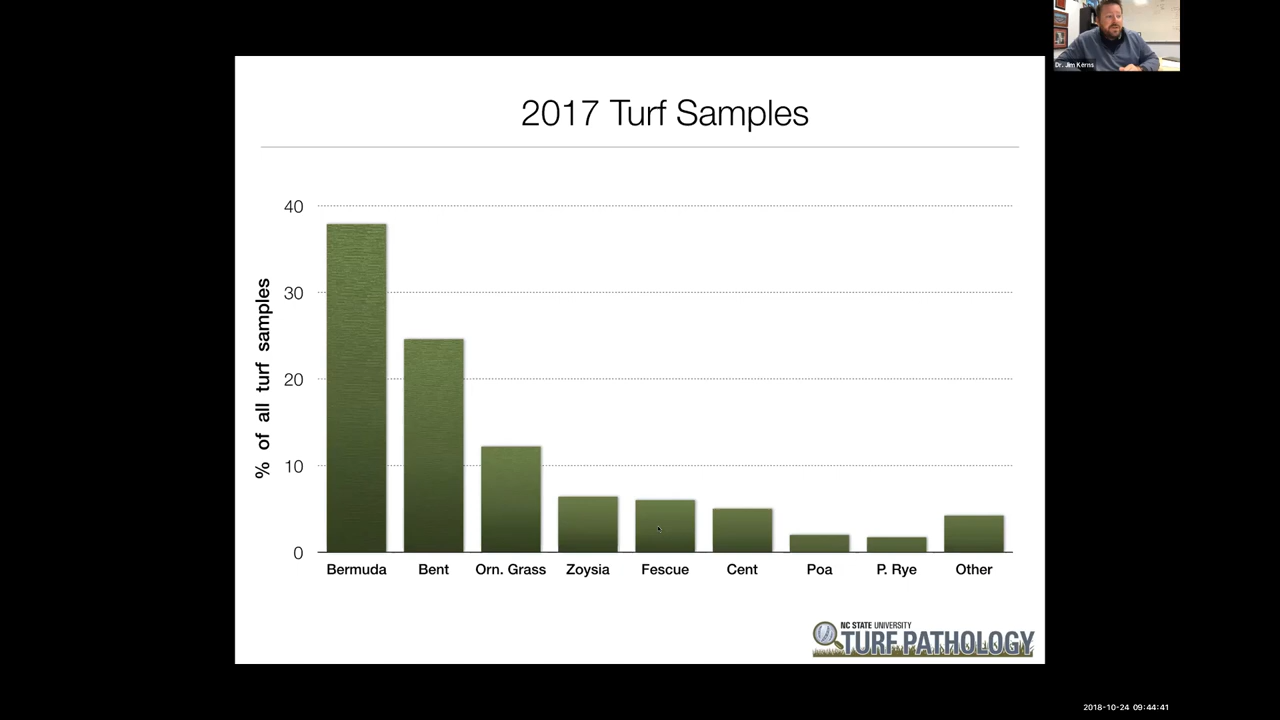 Dr. Jim Kerns
2017 Turf Samples
% of all turf samples
40
30
20
10
0
Bermuda Bent Orn. Grass Zoysia Fescue Cent Poa P. Rye Other
NC STATE UNIVERSITY
TURF PATHOLOGY
2018-10-24 09:44:41